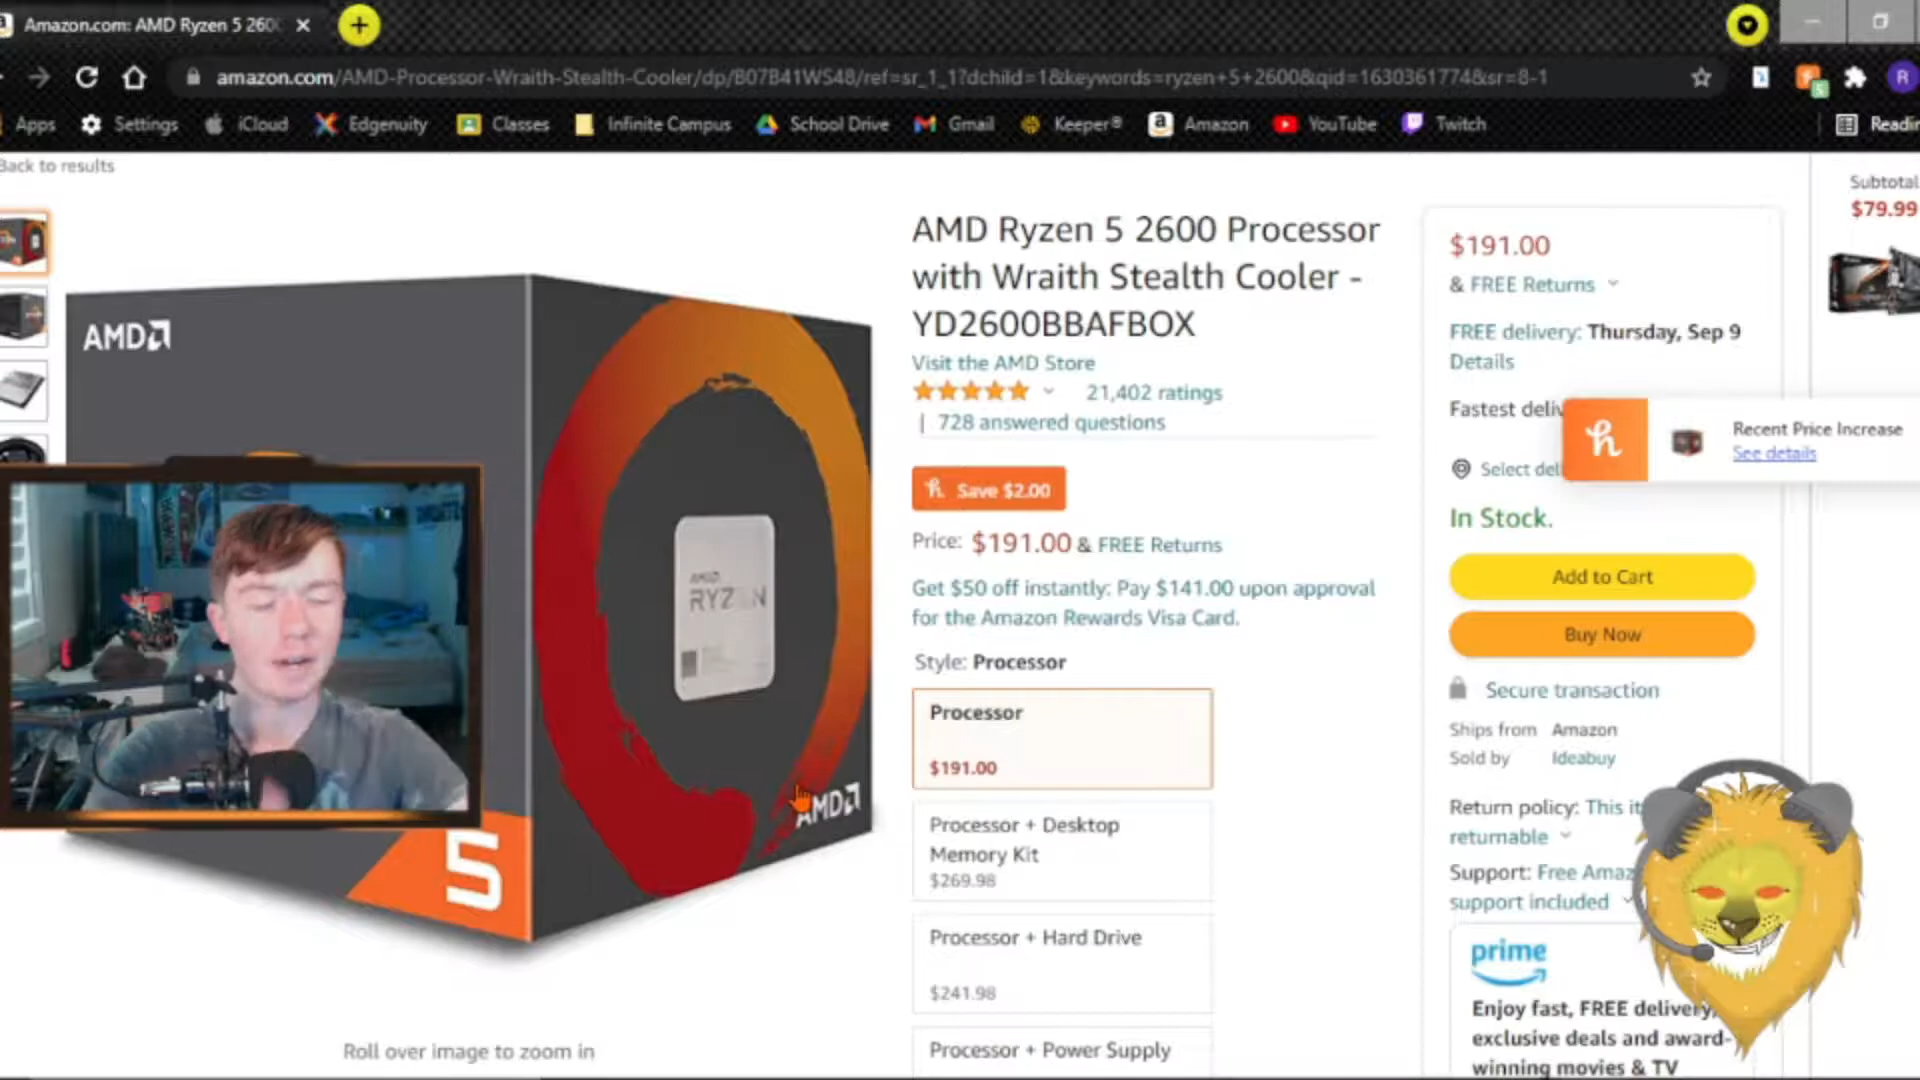 Amazon.com: AMD Ryzen 5 260
amazon.com/AMD-Processor-Wraith-Stealth-Cooler/dp/B07B41WS48/ref=sr_1_1?dchild=1&keywords=ryzen+5+2600&qid=1630361774&sr=8-1
R
Apps Settings iCloud Edgenuity Classes Infinite Campus School Drive Gmail Keeper® Amazon YouTube Twitch Readin
Back to results
Subtotal
$79.99
AMD Ryzen 5 2600 Processor
with Wraith Stealth Cooler -
YD2600BBAFBOX
Visit the AMD Store
21,402 ratings
| 728 answered questions
Save $2.00
Price: $191.00 & FREE Returns
Get $50 off instantly: Pay $141.00 upon approval
for the Amazon Rewards Visa Card.
Style: Processor
Processor
$191.00
Processor + Desktop
Memory Kit
$269.98
Processor + Hard Drive
$241.98
Processor + Power Supply
$191.00
& FREE Returns
FREE delivery: Thursday, Sep 9
Details
Fastest deliv
Recent Price Increase
See details
Select del
In Stock.
Add to Cart
Buy Now
Secure transaction
Ships from Amazon
Sold by Ideabuy
Return policy: This it
returnable
Support: Free Amaz
support included
prime
Enjoy fast, FREE delivery,
exclusive deals and award-
winning movies & TV
AMD
AMD
RYZEN
AMD
5
Roll over image to zoom in